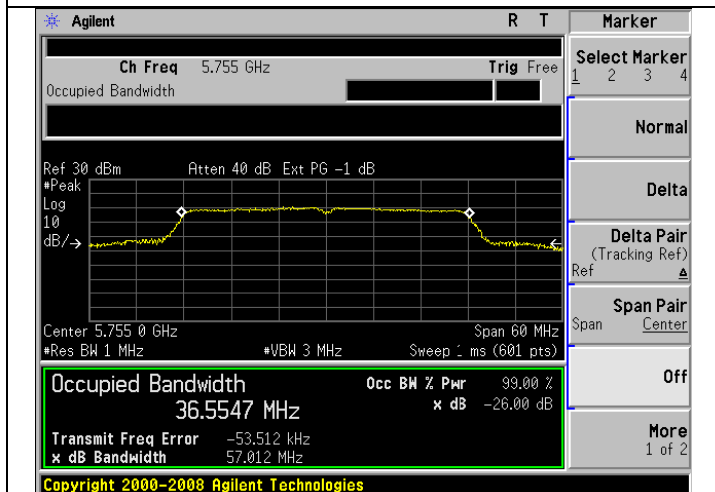 Agilent R T
Marker
Ch Freq 5.755 GHz Trig Free
Occupied Bandwidth
Select Marker
1 2 3 4
Normal
Ref 30 dBm Atten 40 dB Ext PG -1 dB
#Peak
Log
10
dB/
Delta
Delta Pair
(Tracking Ref)
Ref Δ
Span Pair
Span Center
Center 5.755 0 GHz Span 60 MHz
#Res BW 1 MHz #VBW 3 MHz Sweep 1 ms (601 pts)
Occupied Bandwidth
36.5547 MHz
Occ BW % Pwr 99.00 %
x dB -26.00 dB
Off
Transmit Freq Error -53.512 kHz
x dB Bandwidth 57.012 MHz
More
1 of 2
Copyright 2000-2008 Agilent Technologies